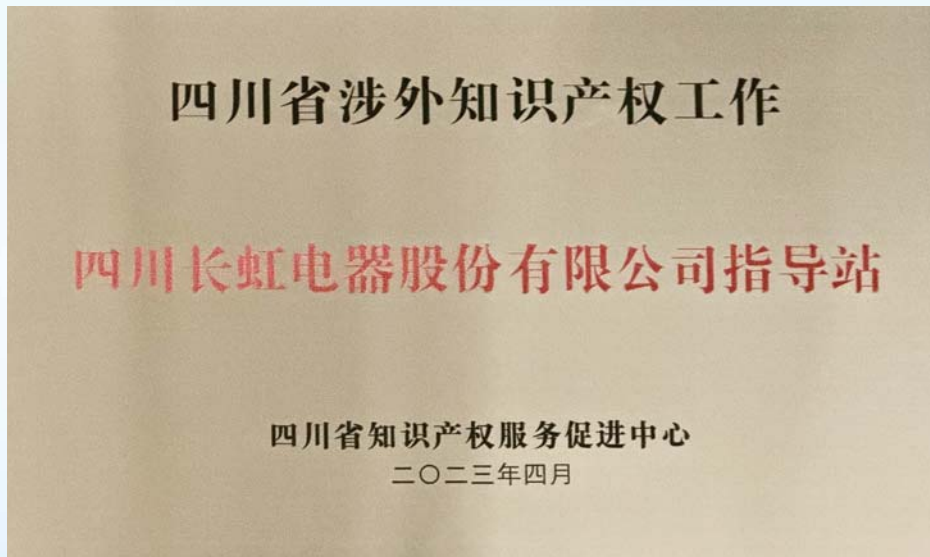 四川省涉外知识产权工作
四川长虹电器股份有限公司指导站
四川省知识产权服务促进中心
二〇二三年四月